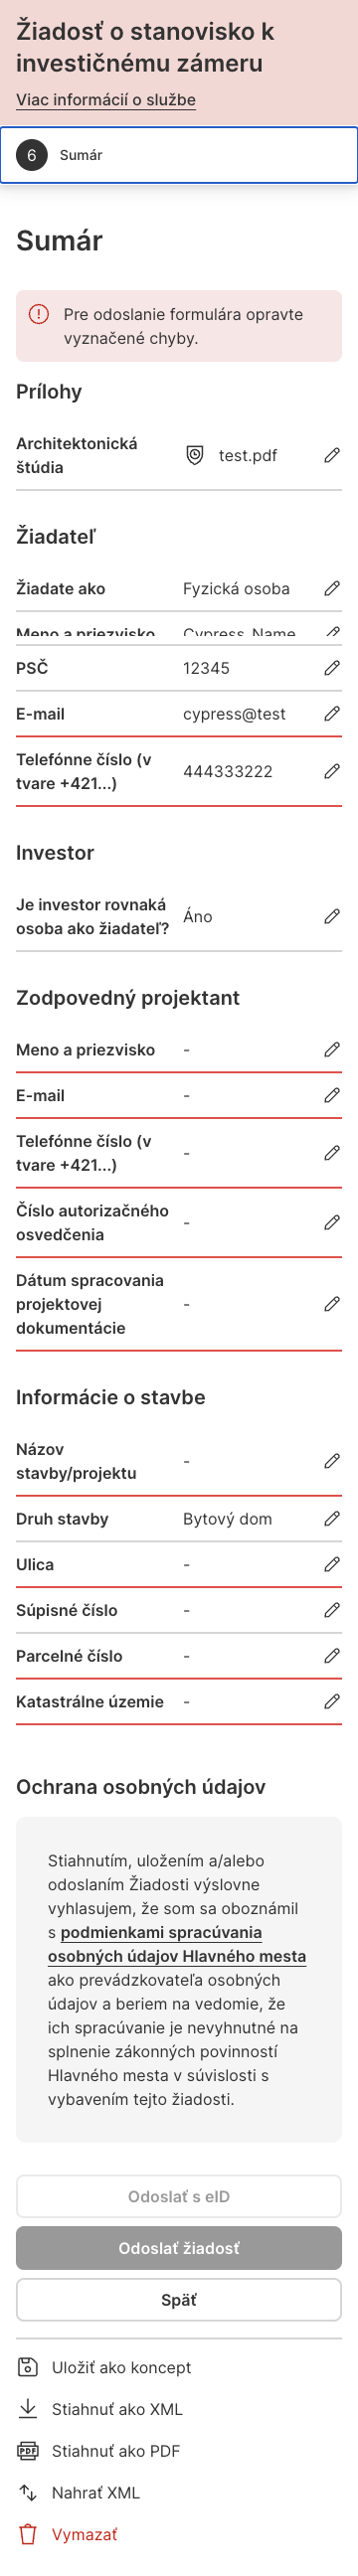 Žiadosť o stanovisko k
investičnému zámeru
Viac informácií o službe
6 Sumár
Sumár
Pre odoslanie formulára opravte
vyznačené chyby.
Prílohy
Architektonická
štúdia
test.pdf
Žiadateľ
Žiadate ako Fyzická osoba
Meno a priezvisko Cypress Name
PSČ 12345
E-mail cypress@test
Telefónne číslo (v
tvare +421...)
444333222
Investor
Je investor rovnaká
osoba ako žiadateľ?
Áno
Zodpovedný projektant
Meno a priezvisko -
E-mail -
Telefónne číslo (v
tvare +421...)
-
Číslo autorizačného
osvedčenia
-
Dátum spracovania
projektovej
dokumentácie
-
Informácie o stavbe
Názov
stavby/projektu
-
Druh stavby Bytový dom
Ulica -
Súpisné číslo -
Parcelné číslo -
Katastrálne územie -
Ochrana osobných údajov
Stiahnutím, uložením a/alebo
odoslaním Žiadosti výslovne
vyhlasujem, že som sa oboznámil
s podmienkami spracúvania
osobných údajov Hlavného mesta
ako prevádzkovateľa osobných
údajov a beriem na vedomie, že
ich spracúvanie je nevyhnutné na
splnenie zákonných povinností
Hlavného mesta v súvislosti s
vybavením tejto žiadosti.
Odoslať s eID
Odoslať žiadosť
Späť
Uložiť ako koncept
Stiahnuť ako XML
PDF Stiahnuť ako PDF
Nahrať XML
Vymazať